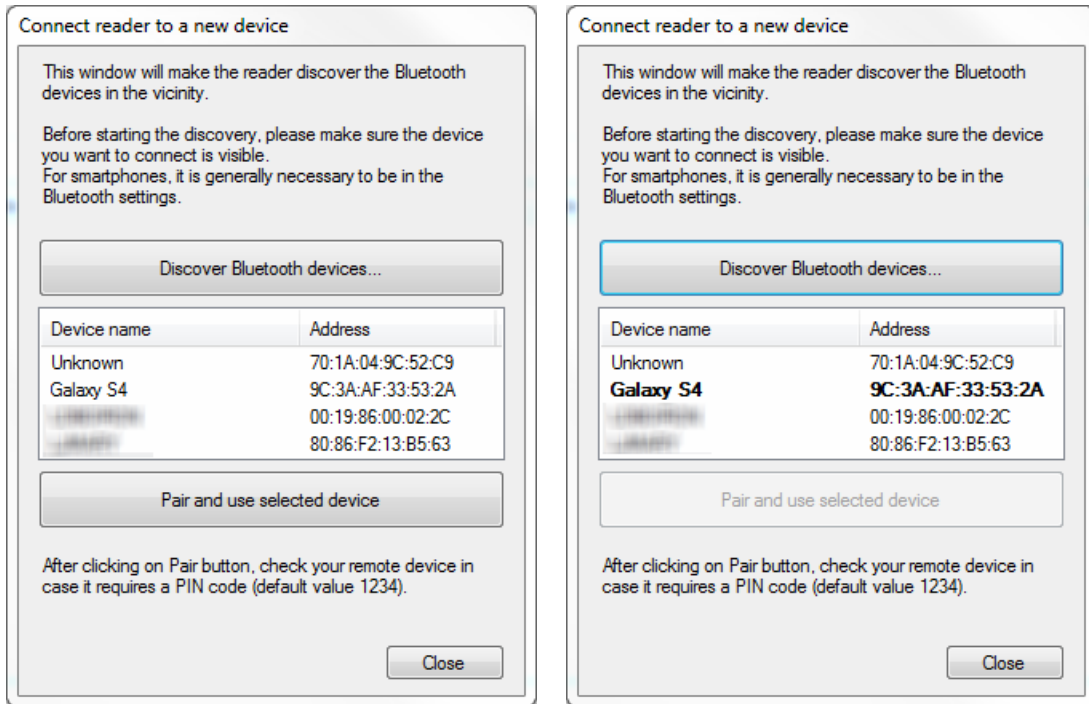 Connect reader to a new device
This window will make the reader discover the Bluetooth
devices in the vicinity.
Before starting the discovery, please make sure the device
you want to connect is visible.
For smartphones, it is generally necessary to be in the
Bluetooth settings.
Discover Bluetooth devices...
Device name Address
Unknown 70:1A:04:9C:52:C9
Galaxy S4 9C:3A:AF:33:53:2A
00:19:86:00:02:2C
80:86:F2:13:B5:63
Pair and use selected device
After clicking on Pair button, check your remote device in
case it requires a PIN code (default value 1234).
Close
Connect reader to a new device
This window will make the reader discover the Bluetooth
devices in the vicinity.
Before starting the discovery, please make sure the device
you want to connect is visible.
For smartphones, it is generally necessary to be in the
Bluetooth settings.
Discover Bluetooth devices...
Device name Address
Unknown 70:1A:04:9C:52:C9
Galaxy S4 9C:3A:AF:33:53:2A
00:19:86:00:02:2C
80:86:F2:13:B5:63
Pair and use selected device
After clicking on Pair button, check your remote device in
case it requires a PIN code (default value 1234).
Close